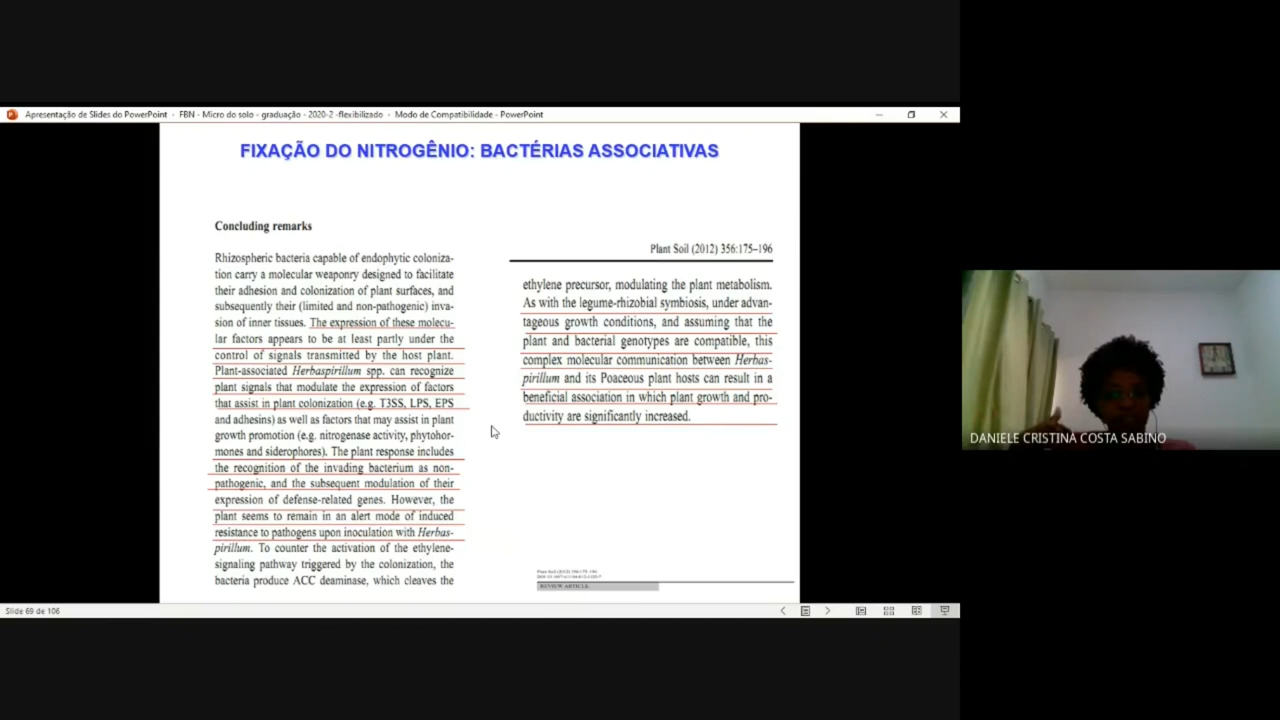 Apresentação de Slides do PowerPoint - FBN - Micro do solo - graduação - 2020-2 -flexibilizado - Modo de Compatibilidade - PowerPoint
FIXAÇÃO DO NITROGÊNIO: BACTÉRIAS ASSOCIATIVAS
Concluding remarks
Rhizospheric bacteria capable of endophytic coloniza-
tion carry a molecular weaponry designed to facilitate
their adhesion and colonization of plant surfaces, and
subsequently their (limited and non-pathogenic) inva-
sion of inner tissues. The expression of these molecu-
lar factors appears to be at least partly under the
control of signals transmitted by the host plant.
Plant-associated Herbaspirillum spp. can recognize
plant signals that modulate the expression of factors
that assist in plant colonization (e.g. T3SS, LPS, EPS
and adhesins) as well as factors that may assist in plant
growth promotion (e.g. nitrogenase activity, phytohor-
mones and siderophores). The plant response includes
the recognition of the invading bacterium as non-
pathogenic, and the subsequent modulation of their
expression of defense-related genes. However, the
plant seems to remain in an alert mode of induced
resistance to pathogens upon inoculation with Herbas-
pirillum. To counter the activation of the ethylene-
signaling pathway triggered by the colonization, the
bacteria produce ACC deaminase, which cleaves the
Plant Soil (2012) 356:175–196
ethylene precursor, modulating the plant metabolism.
As with the legume-rhizobial symbiosis, under advan-
tageous growth conditions, and assuming that the
plant and bacterial genotypes are compatible, this
complex molecular communication between Herbas-
pirillum and its Poaceous plant hosts can result in a
beneficial association in which plant growth and pro-
ductivity are significantly increased.
Plant Soil (2012) 356:175–196
REVIEW ARTICLE
Slide 69 de 106
DANIELE CRISTINA COSTA SABINO